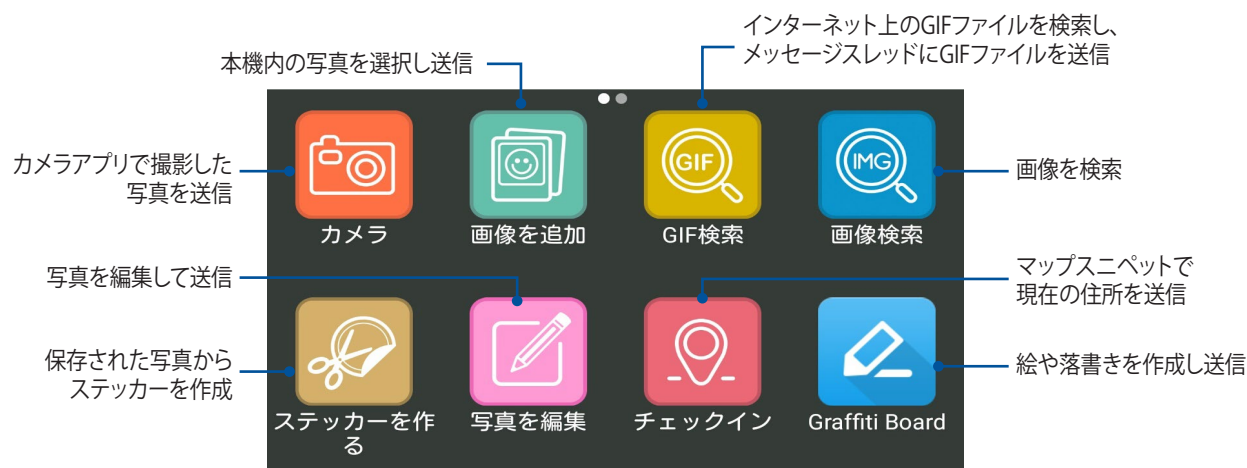 インターネット上のGIFファイルを検索し、
メッセージスレッドにGIFファイルを送信
本機内の写真を選択し送信
カメラアプリで撮影した
写真を送信
GIF
IMG
画像を検索
カメラ
画像を追加
GIF検索
画像検索
写真を編集して送信
マップスニペットで
現在の住所を送信
保存された写真から
ステッカーを作成
絵や落書きを作成し送信
ステッカーを作
る
写真を編集
チェックイン
Graffiti Board